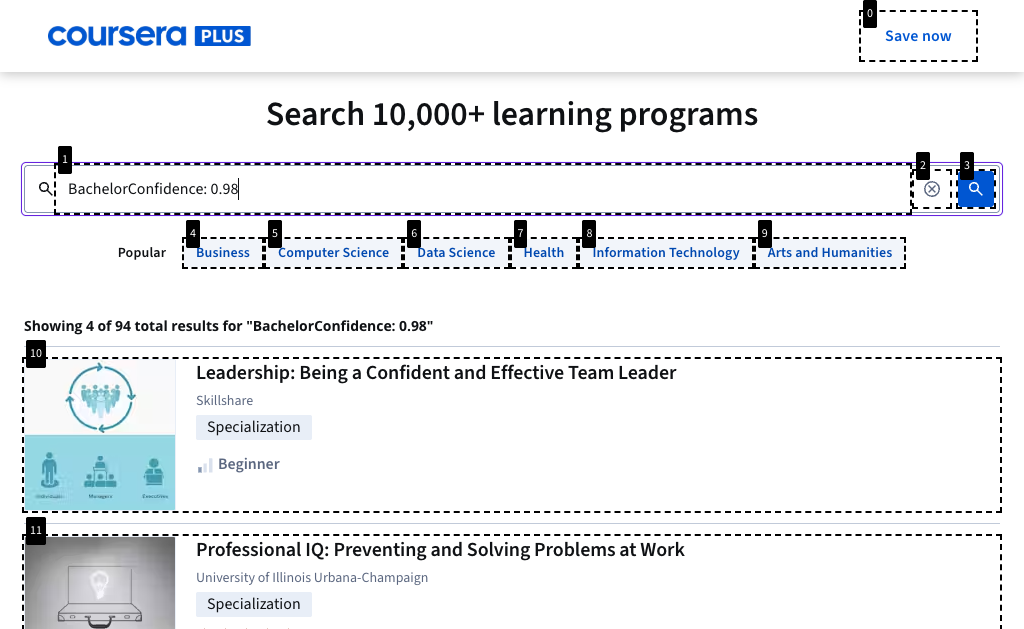 coursera PLUS
0
Save now
Search 10,000+ learning programs
1
2
3
BachelorConfidence: 0.98
4
5
6
7
8
9
Popular
Business
Computer Science
Data Science
Health
Information Technology
Arts and Humanities
Showing 4 of 94 total results for "BachelorConfidence: 0.98"
10
Leadership: Being a Confident and Effective Team Leader
Skillshare
Specialization
Beginner
Individuals
Managers
Executives
11
Professional IQ: Preventing and Solving Problems at Work
University of Illinois Urbana-Champaign
Specialization